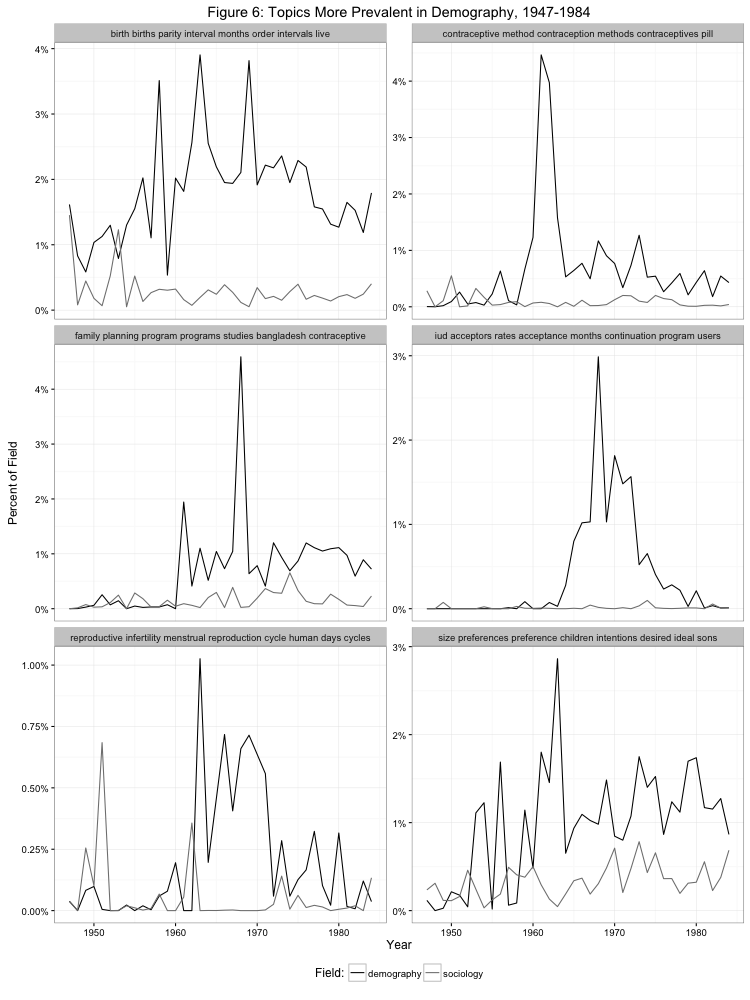 Figure 6: Topics More Prevalent in Demography, 1947-1984
birth births parity interval months order intervals live
contraceptive method contraception methods contraceptives pill
4%
3%
2%
1%
0%
4%
3%
2%
1%
0%
family planning program programs studies bangladesh contraceptive
iud acceptors rates acceptance months continuation program users
4%
3%
2%
1%
0%
3%
2%
1%
0%
Percent of Field
reproductive infertility menstrual reproduction cycle human days cycles
size preferences preference children intentions desired ideal sons
1.00%
0.75%
0.50%
0.25%
0.00%
3%
2%
1%
0%
1950 1960 1970 1980
1950 1960 1970 1980
Year
Field: demography sociology